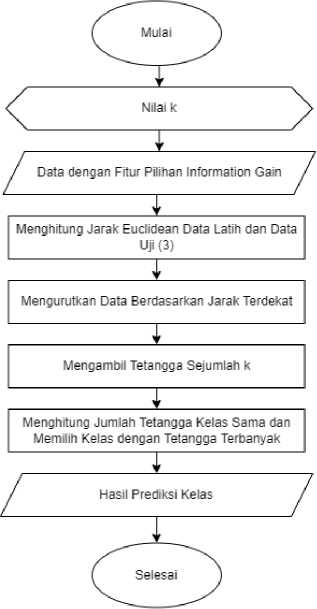 Mulai
Nilai k
Data dengan Fitur Pilihan Information Gain
Menghitung Jarak Euclidean Data Latih dan Data
Uji (3)
Mengurutkan Data Berdasarkan Jarak Terdekat
Mengambil Tetangga Sejumlah k
Menghitung Jumlah Tetangga Kelas Sama dan
Memilih Kelas dengan Tetangga Terbanyak
Hasil Prediksi Kelas
Selesai